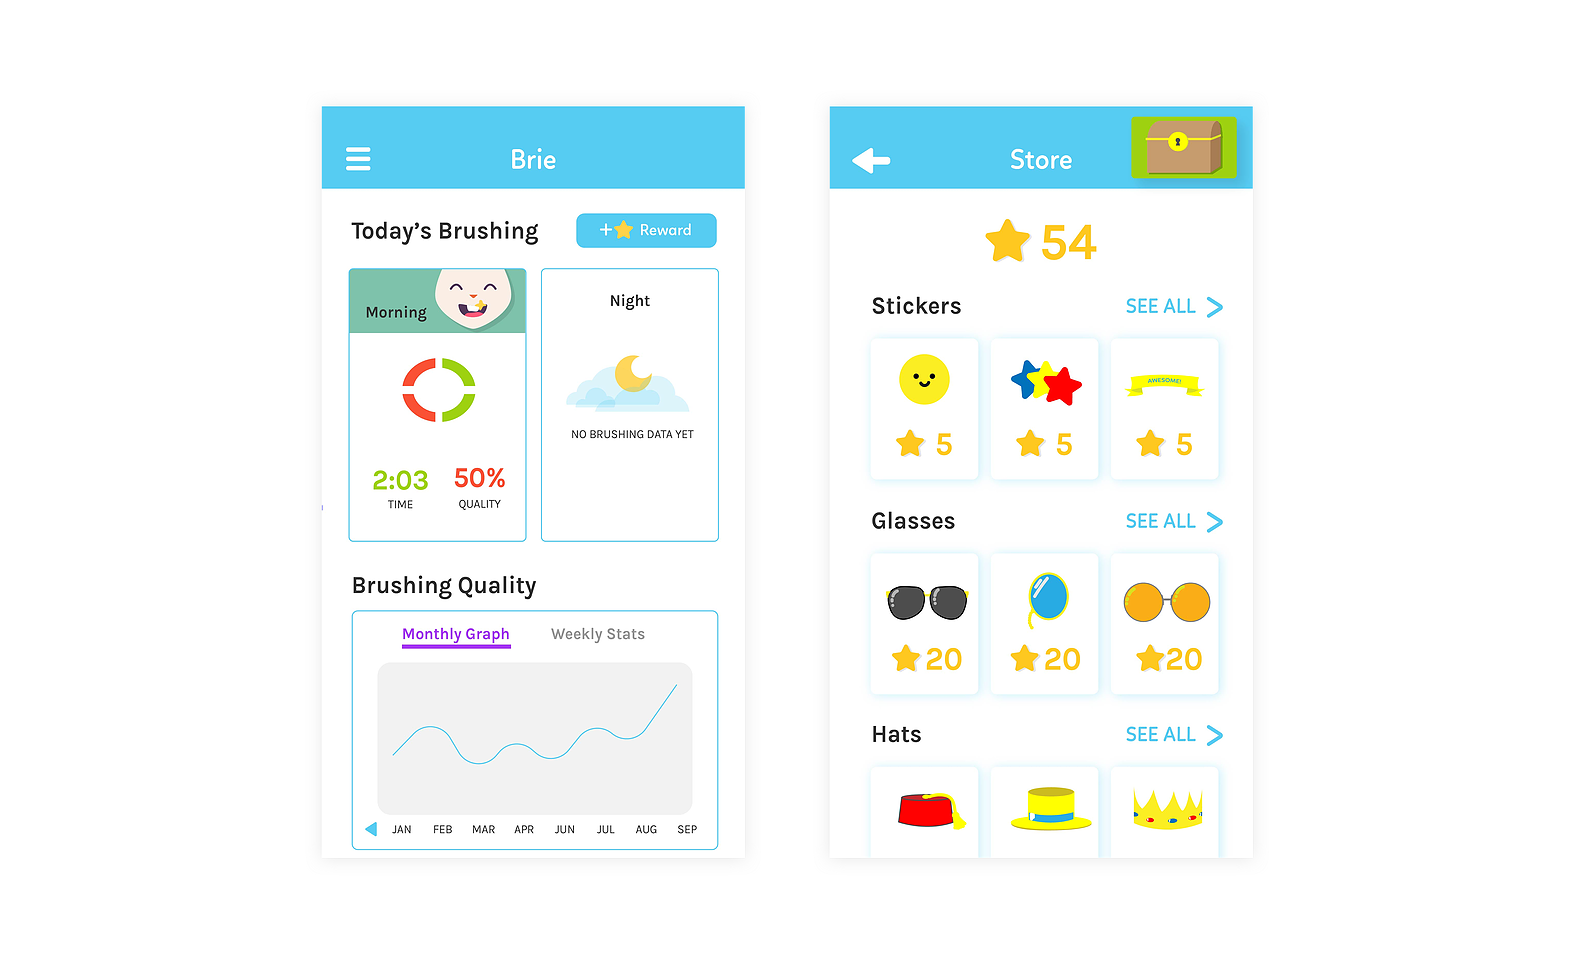 Brie
Today's Brushing
+ Reward
Morning
Night
2:03
TIME
50%
QUALITY
NO BRUSHING DATA YET
Brushing Quality
Monthly Graph
Weekly Stats
JAN FEB MAR APR JUN JUL AUG SEP
Store
54
Stickers
SEE ALL
AWESOME!
5
5
5
Glasses
SEE ALL
20
20
20
Hats
SEE ALL